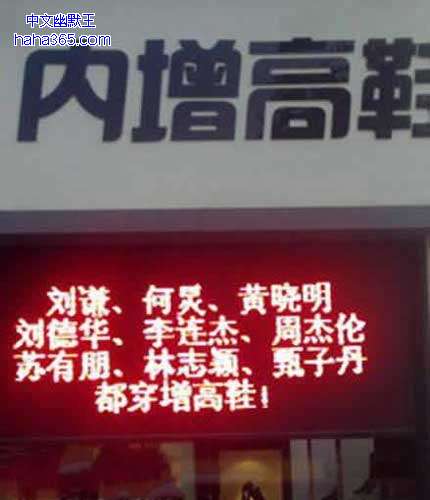 中文幽默王
haha365.com
内增高鞋
刘谦、何炅、黄晓明
刘德华、李连杰、周杰伦
苏有朋、林志颖、甄子丹
都穿增高鞋!